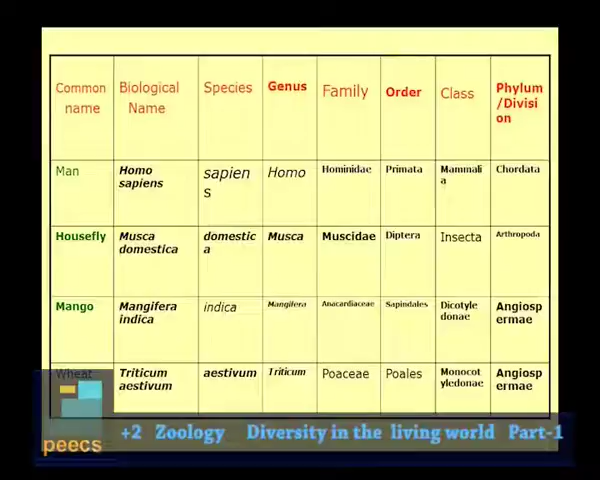 Common name Biological Name Species Genus Family Order Class Phylum /Divisi on
Man Homo sapiens sapien s Homo Hominidae Primata Mammali a Chordata
Housefly Musca domestica domestic a Musca Muscidae Diptera Insecta Arthropoda
Mango Mangifera indica indica Mangifera Anacardiaceae Sapindales Dicotyle donae Angiosp ermae
Wheat Triticum aestivum aestivum Triticum Poaceae Poales Monocot yledonae Angiosp ermae
peecs +2 Zoology Diversity in the living world Part-1